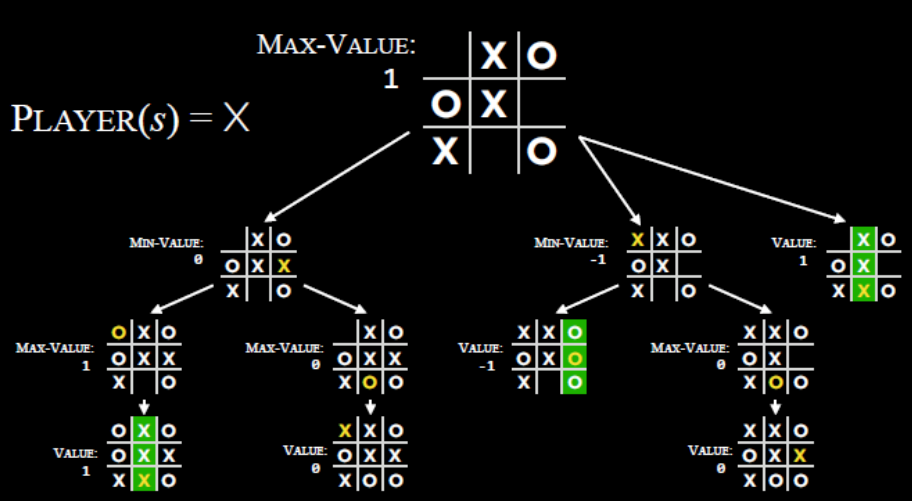 MAX-VALUE:
1
X O
O X
X O
PLAYER(s) = X
MIN-VALUE:
0
X O
O X X
X O
MIN-VALUE:
-1
X X O
O X
X O
VALUE:
1
X O
O X
X X O
MAX-VALUE:
1
O X O
O X X
X O
MAX-VALUE:
0
X O
O X X
X O O
VALUE:
-1
X X O
O X O
X O
MAX-VALUE:
0
X X O
O X
X O O
VALUE:
1
O X O
O X X
X X O
VALUE:
0
X X O
O X X
X O O
VALUE:
0
X X O
O X X
X O O